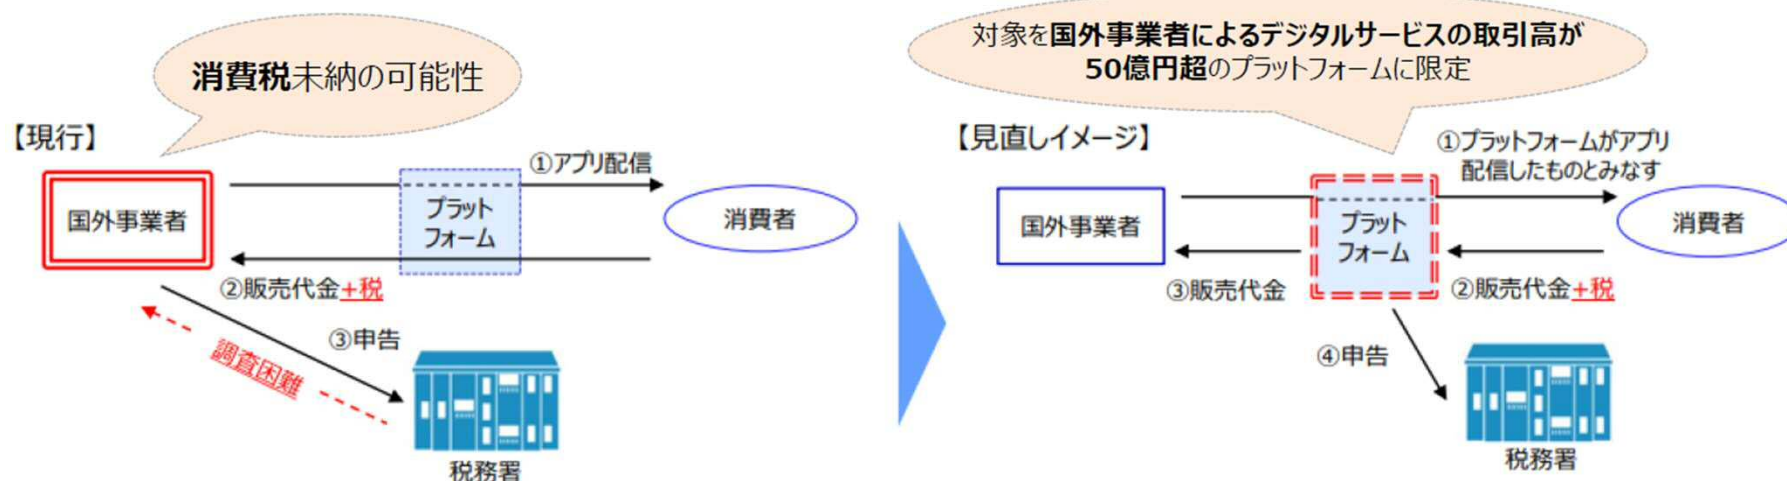 消費税未納の可能性
【現行】
国外事業者
①アプリ配信
プラット
フォーム
消費者
②販売代金+税
③申告
調査困難
税務署
対象を国外事業者によるデジタルサービスの取引高が
50億円超のプラットフォームに限定
【見直しイメージ】
①プラットフォームがアプリ
配信したものとみなす
国外事業者
プラット
フォーム
消費者
③販売代金
②販売代金+税
④申告
税務署